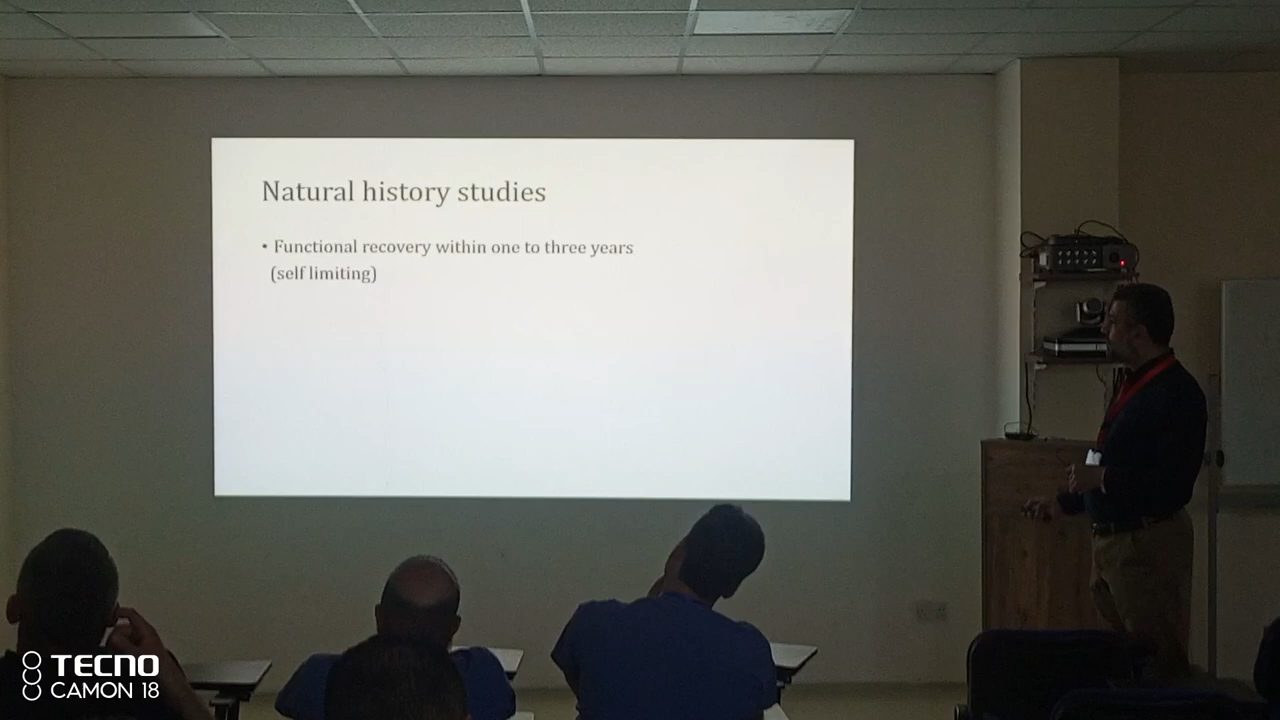 Natural history studies
• Functional recovery within one to three years
(self limiting)
TECNO
CAMON 18